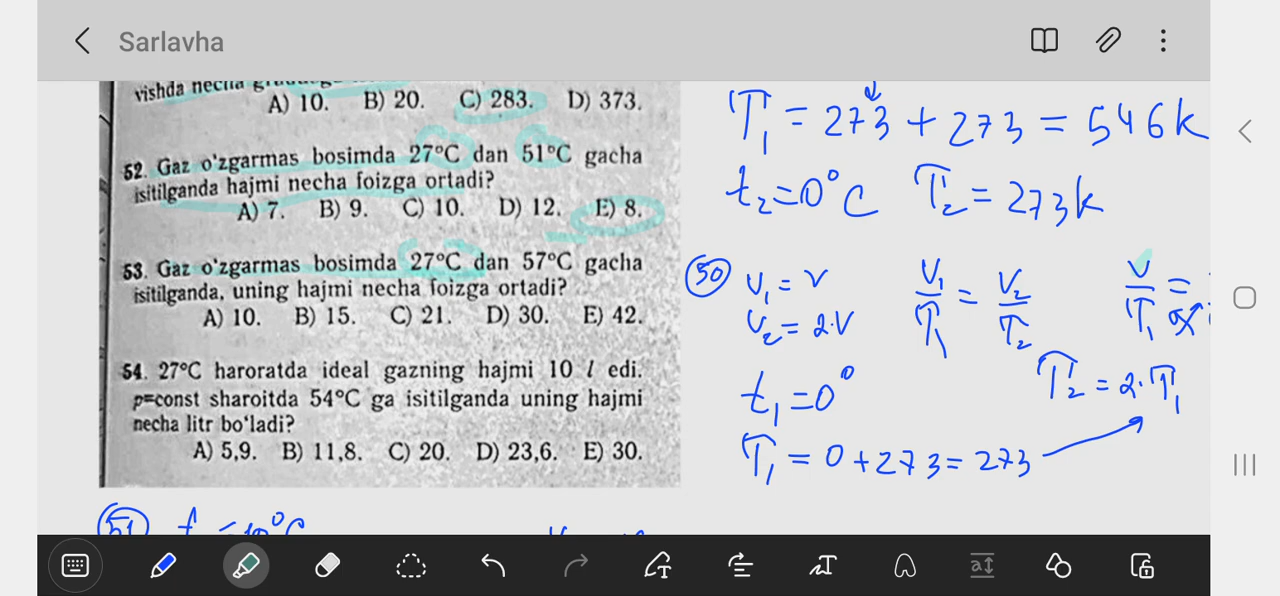 Sarlavha
vishda necha
A) 10. B) 20. C) 283. D) 373.
52. Gaz o'zgarmas bosimda 27°C dan 51°C gacha
isitilganda hajmi necha foizga ortadi?
A) 7. B) 9. C) 10. D) 12. E) 8.
53. Gaz o'zgarmas bosimda 27°C dan 57°C gacha
isitilganda, uning hajmi necha foizga ortadi?
A) 10. B) 15. C) 21. D) 30. E) 42.
54. 27°C haroratda ideal gazning hajmi 10 l edi.
p=const sharoitda 54°C ga isitilganda uning hajmi
necha litr bo'ladi?
A) 5,9. B) 11,8. C) 20. D) 23,6. E) 30.
T₁ = 273 + 273 = 546k
t₂=0°C T₂ = 273k
50 V₁ = V V₁/T₁ = V₂/T₂ V/T₁ =
V₂ = 2·V
t₁=0° T₂ = 2·T₁
T₁ = 0+273=273
51 t = 10°C